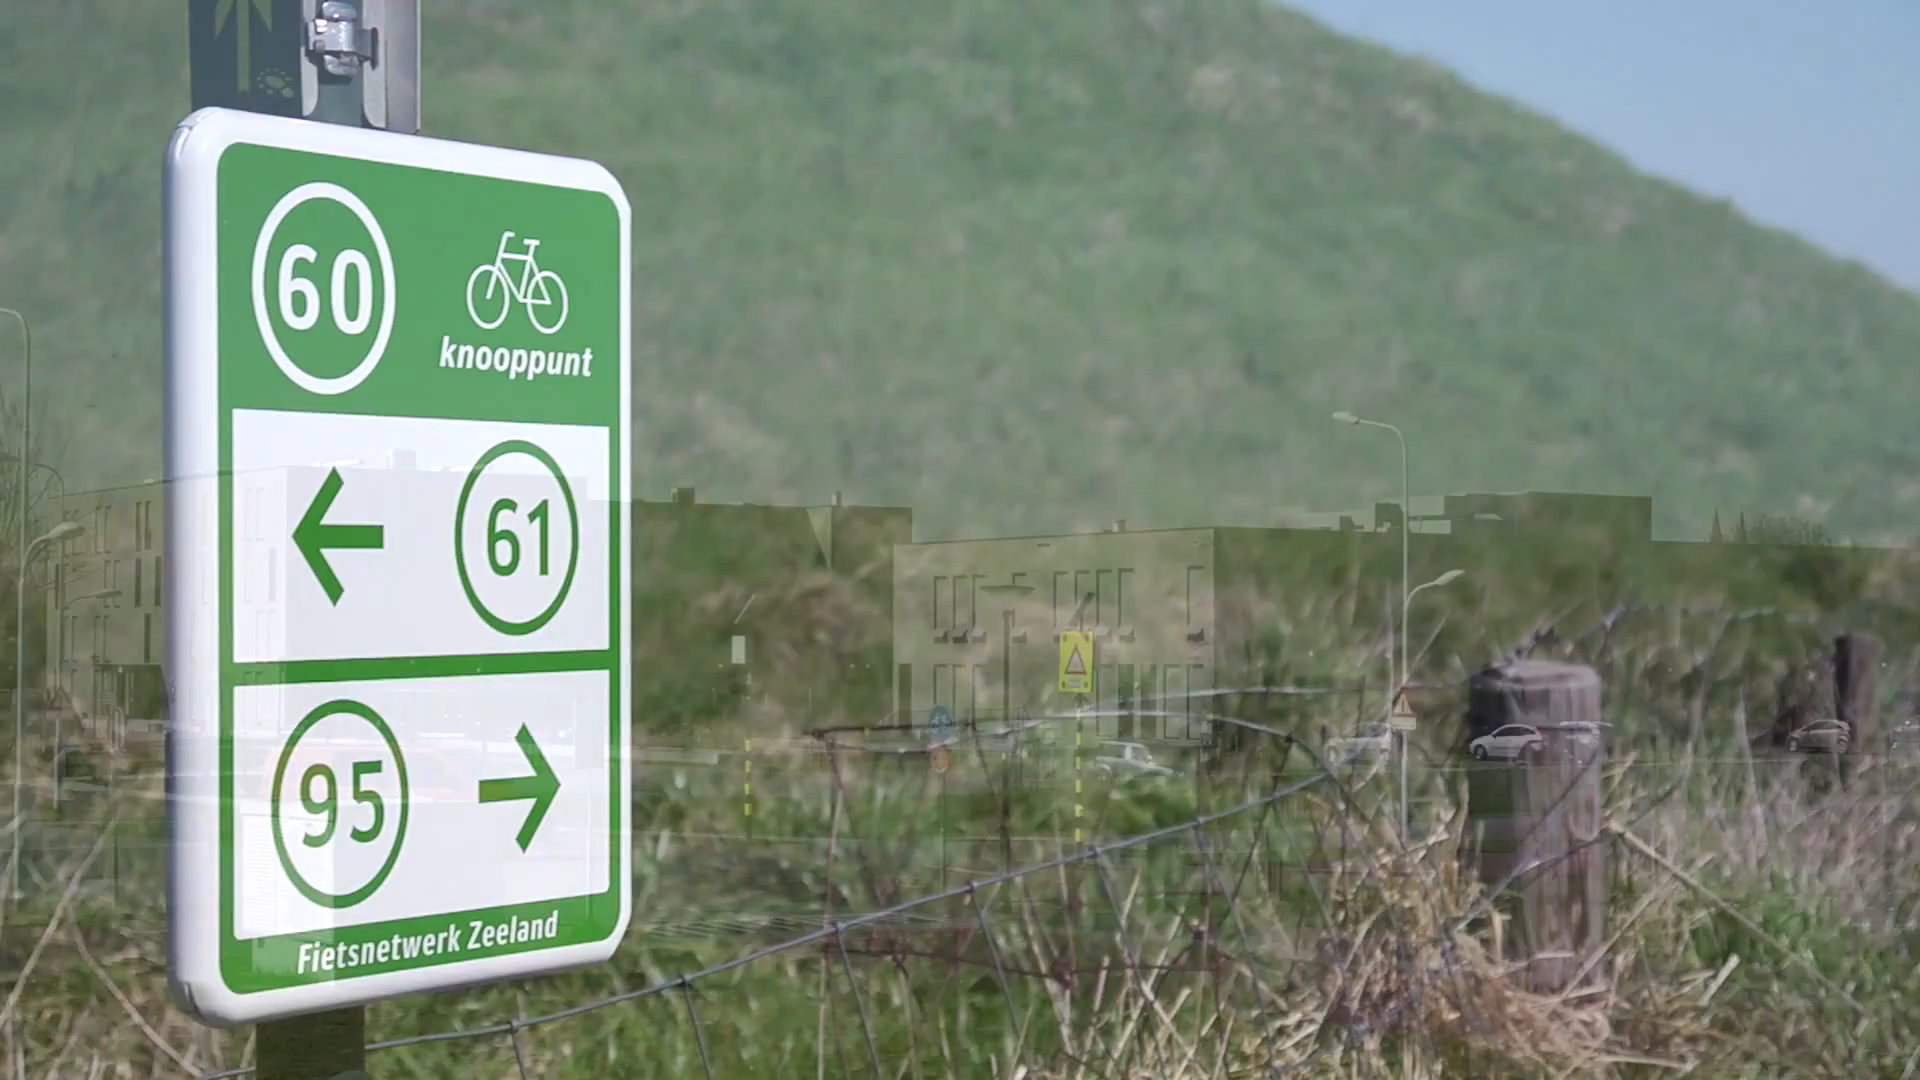 60
knooppunt
← 61
95 →
Fietsnetwerk Zeeland